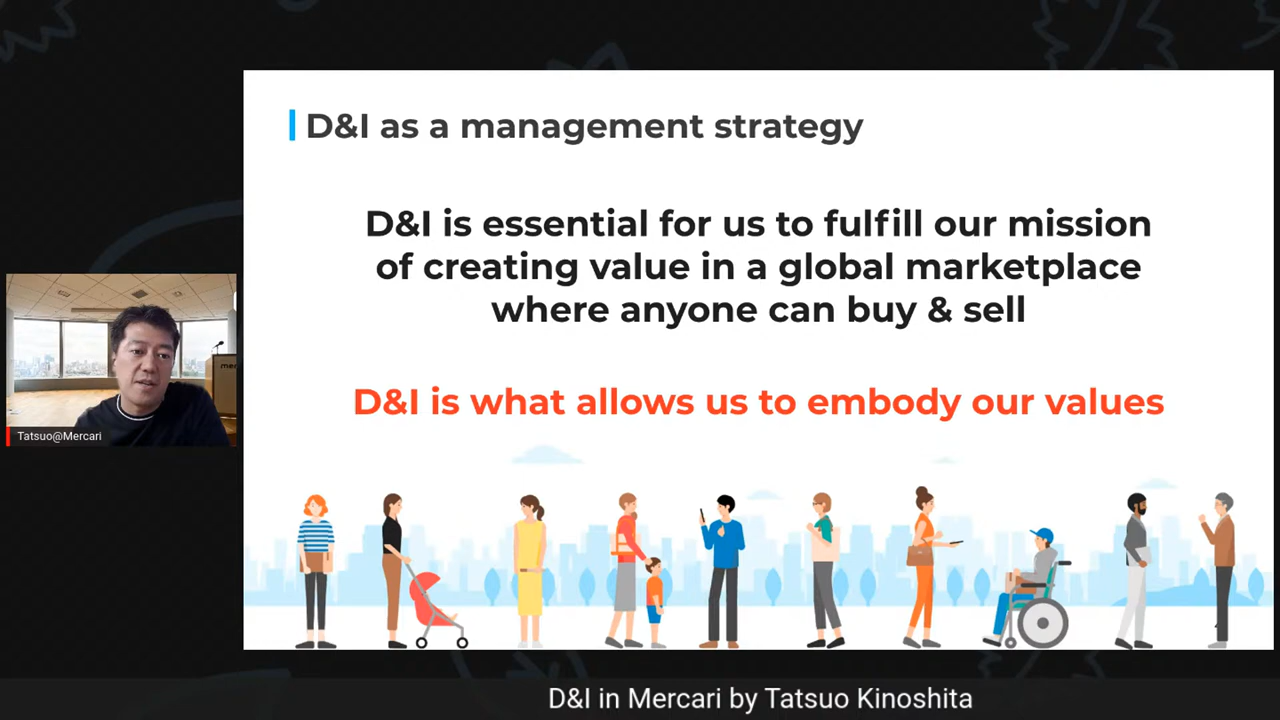 D&I as a management strategy
D&I is essential for us to fulfill our mission
of creating value in a global marketplace
where anyone can buy & sell
D&I is what allows us to embody our values
mer
Tatsuo@Mercari
D&I in Mercari by Tatsuo Kinoshita